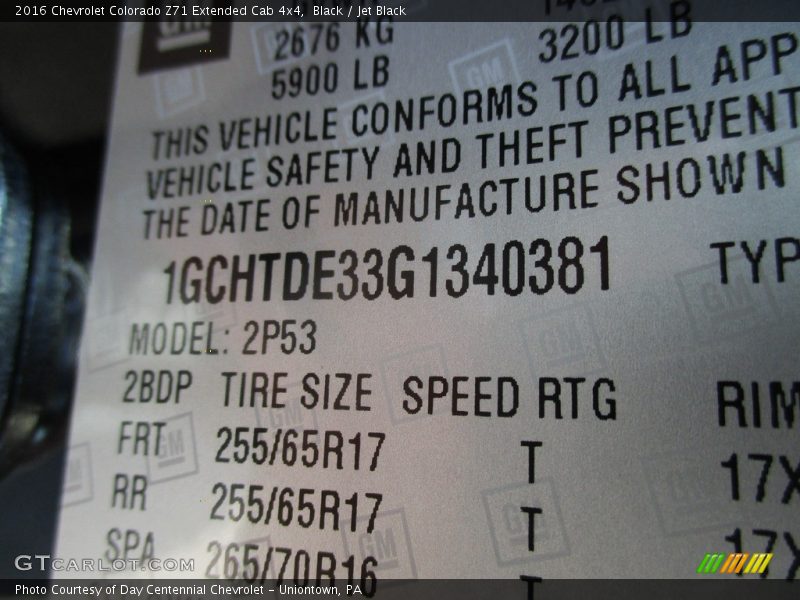 2016 Chevrolet Colorado Z71 Extended Cab 4x4, Black / Jet Black
GM
2676 KG
5900 LB 3200 LB
THIS VEHICLE CONFORMS TO ALL APP
VEHICLE SAFETY AND THEFT PREVENT
THE DATE OF MANUFACTURE SHOWN
1GCHTDE33G1340381 TYP
MODEL: 2P53
2BDP TIRE SIZE SPEED RTG RIM
FRT 255/65R17 T 17X
RR 255/65R17 T 17X
SPA 265/70R16 T
GTCARLOT.COM
Photo Courtesy of Day Centennial Chevrolet - Uniontown, PA